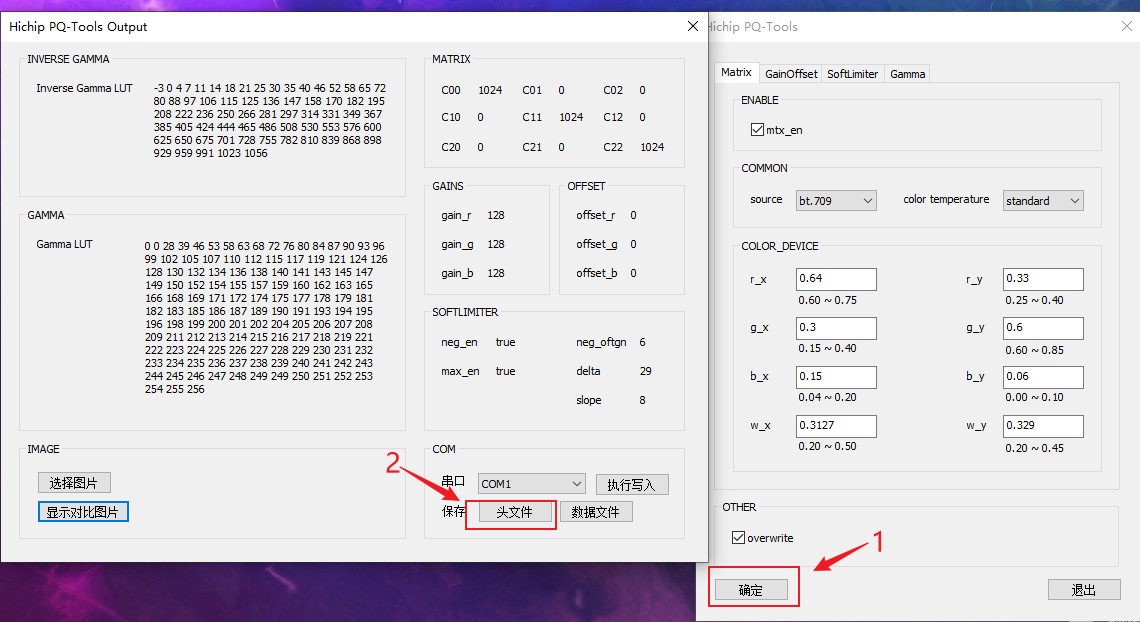 Hichip PQ-Tools Output
INVERSE GAMMA
Inverse Gamma LUT
-3 0 4 7 11 14 18 21 25 30 35 40 46 52 58 65 72
80 88 97 106 115 125 136 147 158 170 182 195
208 222 236 250 266 281 297 314 331 349 367
385 405 424 444 465 486 508 530 553 576 600
625 650 675 701 728 755 782 810 839 868 898
929 959 991 1023 1056
GAMMA
Gamma LUT
0 0 28 39 46 53 58 63 68 72 76 80 84 87 90 93 96
99 102 105 107 110 112 115 117 119 121 124 126
128 130 132 134 136 138 140 141 143 145 147
149 150 152 154 155 157 159 160 162 163 165
166 168 169 171 172 174 175 177 178 179 181
182 183 185 186 187 189 190 191 193 194 195
196 198 199 200 201 202 204 205 206 207 208
209 211 212 213 214 215 216 217 218 219 221
222 223 224 225 226 227 228 229 230 231 232
233 234 235 236 237 238 239 240 241 242 243
244 245 246 247 248 249 249 250 251 252 253
254 255 256
IMAGE
选择图片
显示对比图片
MATRIX
C00 1024 C01 0 C02 0
C10 0 C11 1024 C12 0
C20 0 C21 0 C22 1024
GAINS
gain_r 128
gain_g 128
gain_b 128
OFFSET
offset_r 0
offset_g 0
offset_b 0
SOFTLIMITER
neg_en true neg_oftgn 6
max_en true delta 29
slope 8
COM
2
串口 COM1 执行写入
保存 头文件 数据文件
Hichip PQ-Tools
Matrix GainOffset SoftLimiter Gamma
ENABLE
mtx_en
COMMON
source bt.709 color temperature standard
COLOR_DEVICE
r_x 0.64 r_y 0.33
0.60 ~ 0.75 0.25 ~ 0.40
g_x 0.3 g_y 0.6
0.15 ~ 0.40 0.60 ~ 0.85
b_x 0.15 b_y 0.06
0.04 ~ 0.20 0.00 ~ 0.10
w_x 0.3127 w_y 0.329
0.20 ~ 0.50 0.20 ~ 0.45
OTHER
overwrite
1
确定 退出